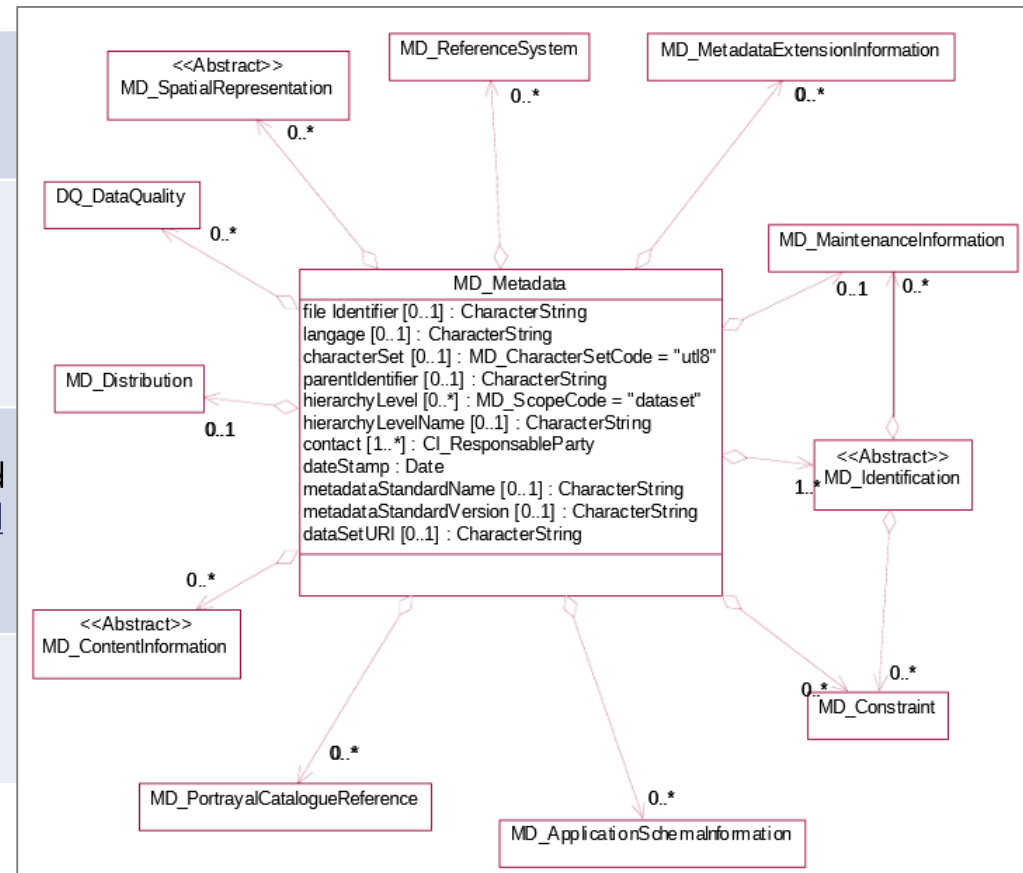 MD_ReferenceSystem
0..*
MD_MetadataExtensionInformation
0..*
<<Abstract>>
MD_SpatialRepresentation
0..*
DQ_DataQuality
0..*
MD_MaintenanceInformation
0..1
0..*
MD_Metadata
file Identifier [0..1] : CharacterString
langage [0..1] : CharacterString
characterSet [0..1] : MD_CharacterSetCode = "utl8"
parentIdentifier [0..1] : CharacterString
hierarchyLevel [0..*] : MD_ScopeCode = "dataset"
hierarchyLevelName [0..1] : CharacterString
contact [1..*] : CI_ResponsableParty
dateStamp : Date
metadataStandardName [0..1] : CharacterString
metadataStandardVersion [0..1] : CharacterString
dataSetURI [0..1] : CharacterString
MD_Distribution
0..1
<<Abstract>>
MD_Identification
1..*
0..*
<<Abstract>>
MD_ContentInformation
0..*
0..*
MD_Constraint
0..*
MD_PortrayalCatalogueReference
0..*
MD_ApplicationSchemaInformation